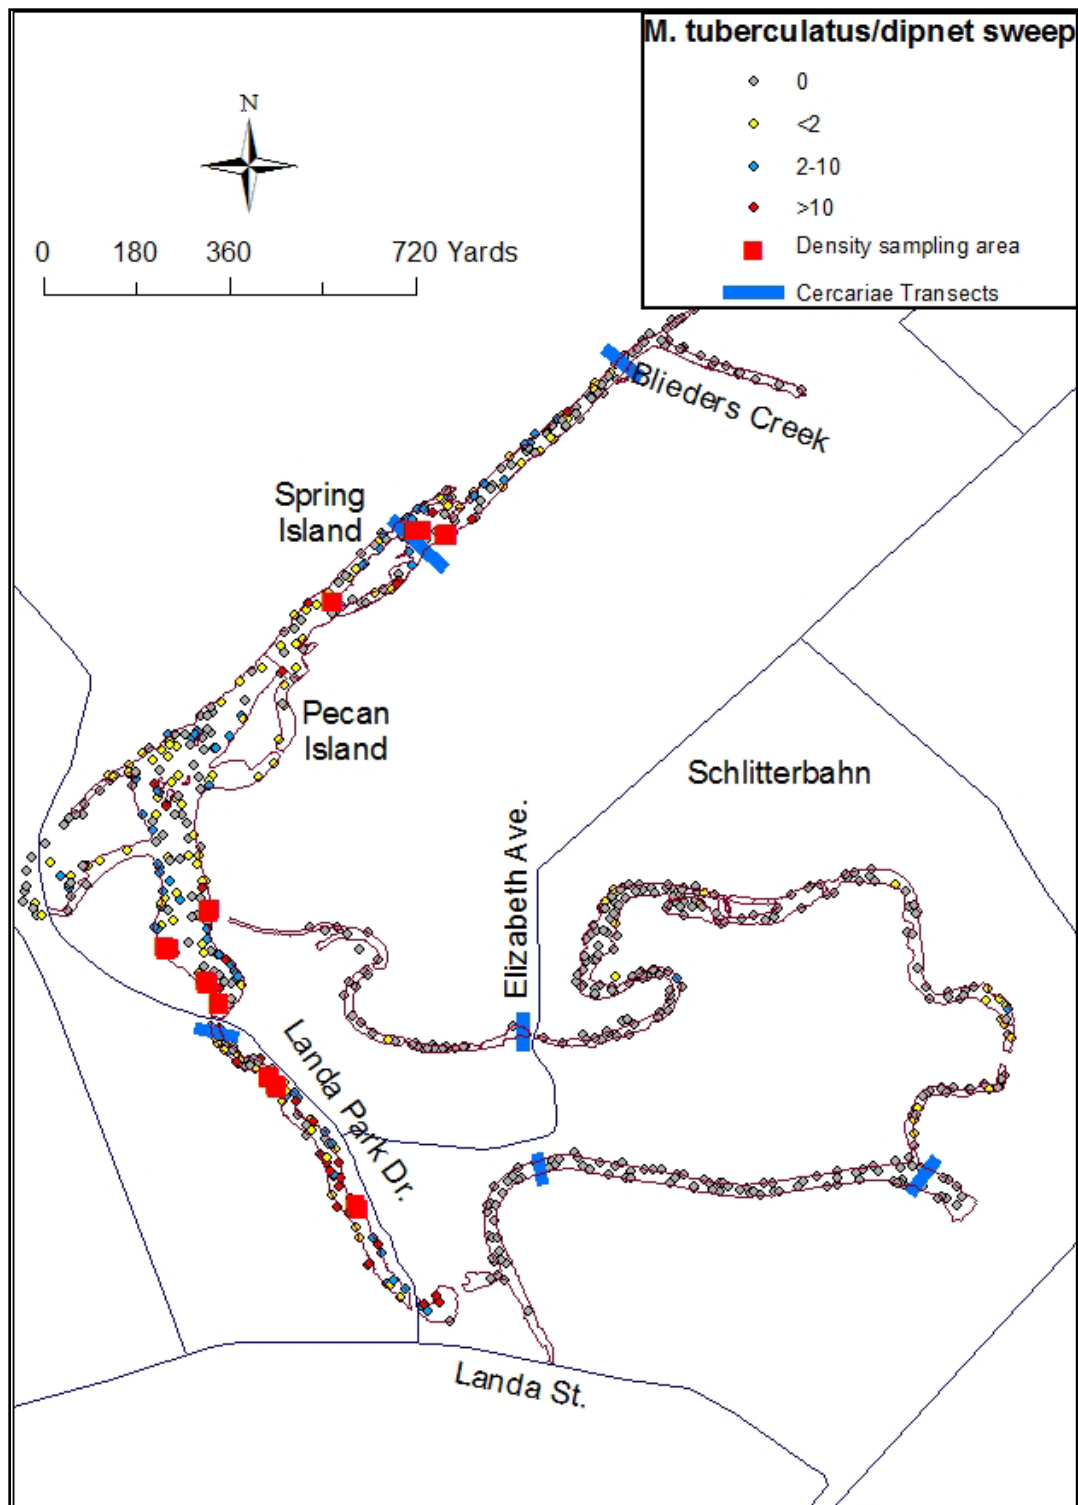 M. tuberculatus/dipnet sweep
0
<2
2-10
>10
Density sampling area
Cercariae Transects
N
0 180 360 720 Yards
Blieders Creek
Spring
Island
Pecan
Island
Schlitterbahn
Elizabeth Ave.
Landa Park Dr.
Landa St.